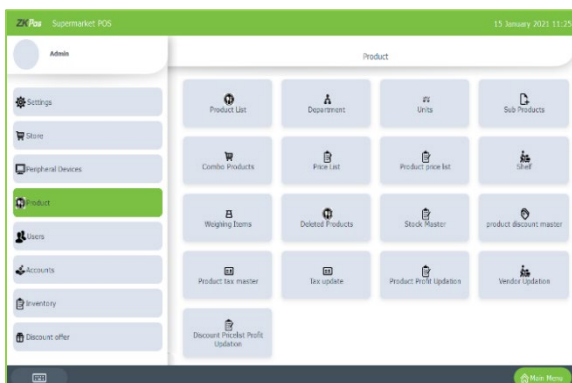 ZKPos Supermarket POS 15 January 2021 11:25
Admin
Product
Settings
Store
Peripheral Devices
Product
Users
Accounts
Inventory
Discount offer
Product List
Department
Units
Sub Products
Combo Products
Price List
Product price list
Shelf
Weighing Items
Deleted Products
Stock Master
product discount master
Product tax master
Tax update
Product Profit Updation
Vendor Updation
Discount Pricelist Profit
Updation
Main Menu